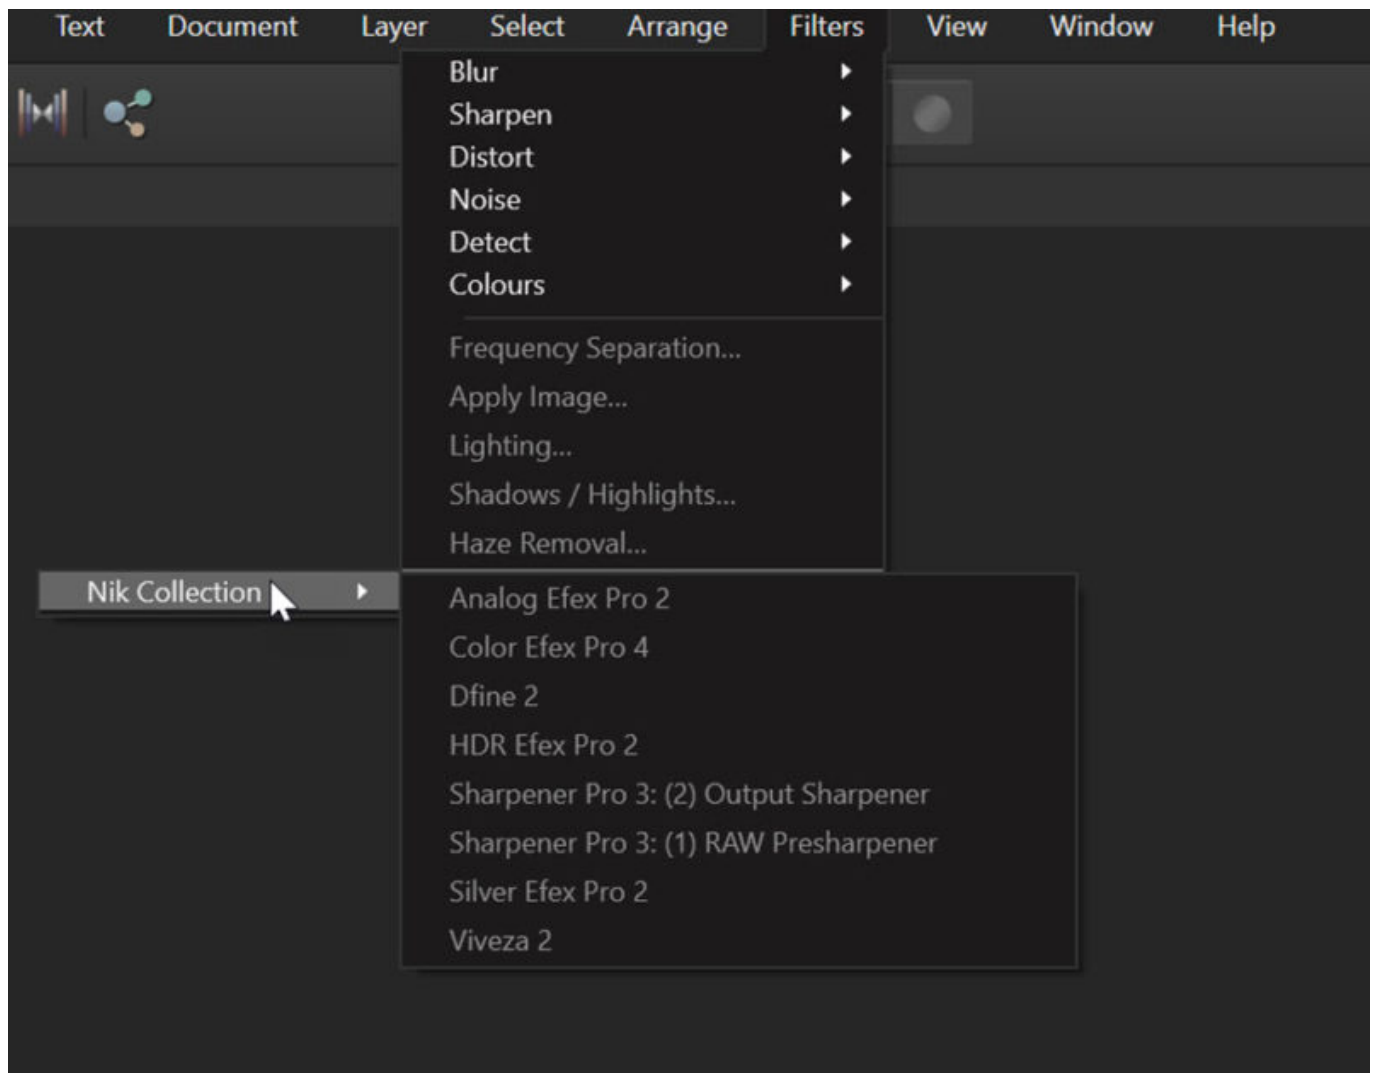 Text Document Layer Select Arrange Filters View Window Help
Blur
Sharpen
Distort
Noise
Detect
Colours
Frequency Separation...
Apply Image...
Lighting...
Shadows / Highlights...
Haze Removal...
Nik Collection
Analog Efex Pro 2
Color Efex Pro 4
Dfine 2
HDR Efex Pro 2
Sharpener Pro 3: (2) Output Sharpener
Sharpener Pro 3: (1) RAW Presharpener
Silver Efex Pro 2
Viveza 2